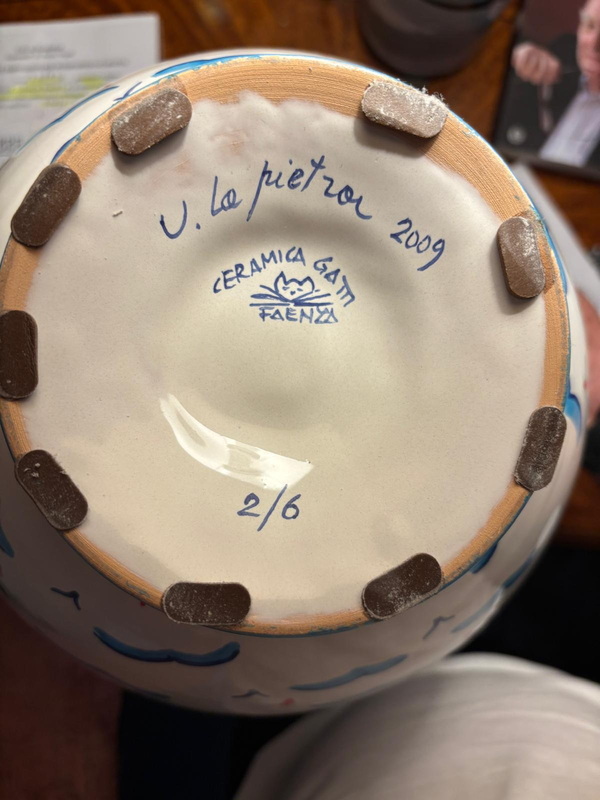 U. La pietra 2009
CERAMICA GATTI
FAENZA
2/6